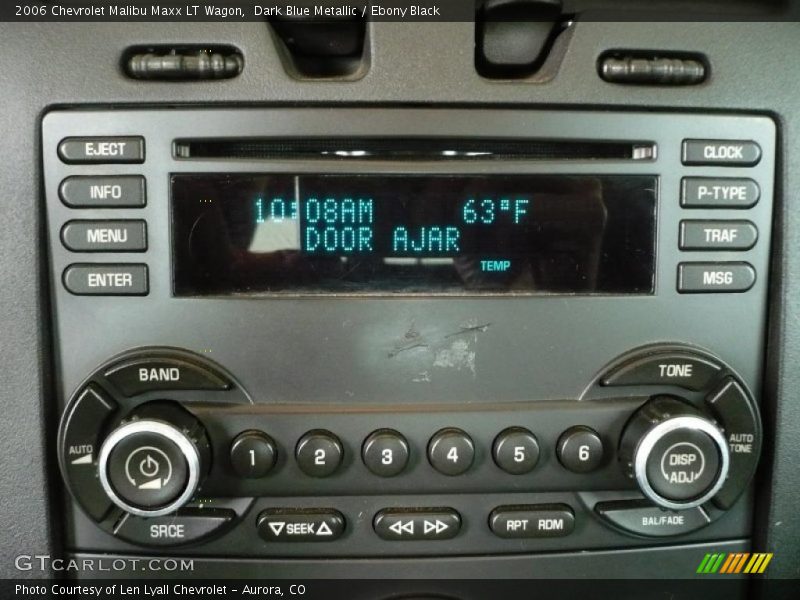 2006 Chevrolet Malibu Maxx LT Wagon,  Dark Blue Metallic / Ebony Black
EJECT
CLOCK
INFO
P-TYPE
10:08AM 63°F
MENU
TRAF
DOOR AJAR
TEMP
ENTER
MSG
BAND
TONE
AUTO
AUTO TONE
1 2 3 4 5 6
DISP
ADJ
SRCE
SEEK
RPT RDM
BAL/FADE
GTCARLOT.COM
Photo Courtesy of Len Lyall Chevrolet - Aurora, CO